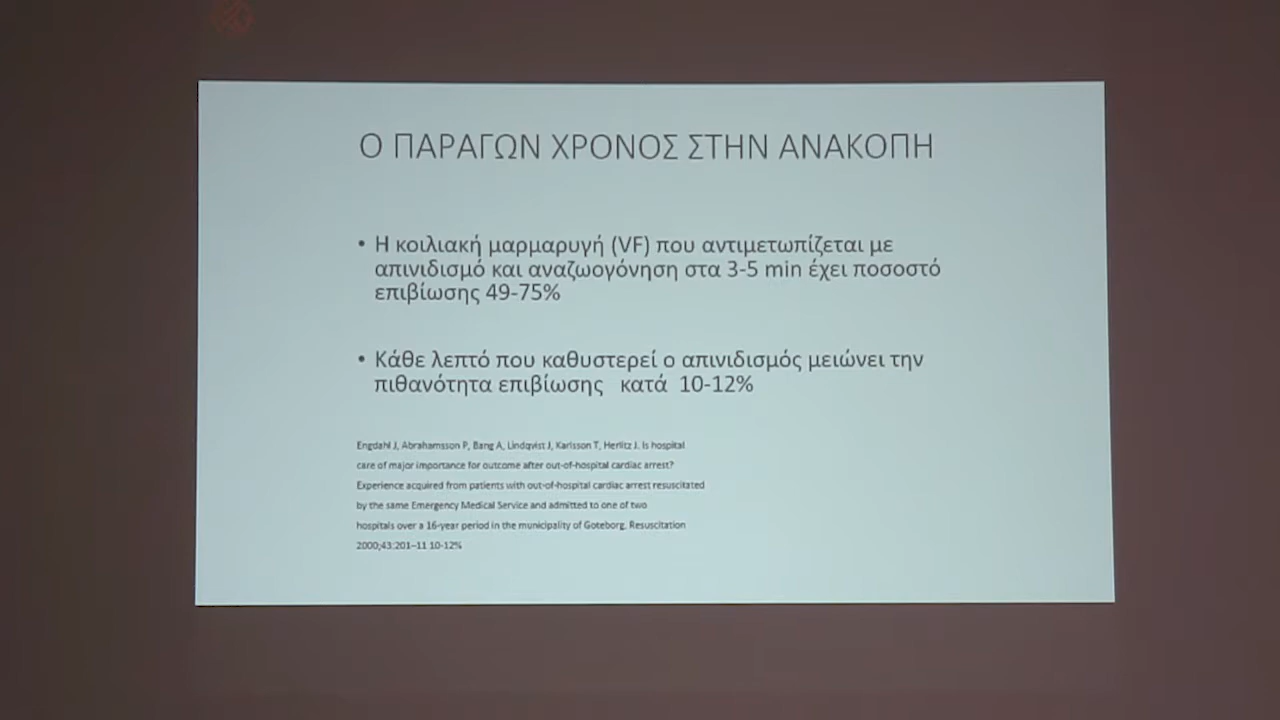 Ο ΠΑΡΑΓΩΝ ΧΡΟΝΟΣ ΣΤΗΝ ΑΝΑΚΟΠΗ
• Η κοιλιακή μαρμαρυγή (VF) που αντιμετωπίζεται με
απινιδισμό και αναζωογόνηση στα 3-5 min έχει ποσοστό
επιβίωσης 49-75%
• Κάθε λεπτό που καθυστερεί ο απινιδισμός μειώνει την
πιθανότητα επιβίωσης κατά 10-12%
Engdahl J, Abrahamsson P, Bang A, Lindqvist J, Karlsson T, Herlitz J. Is hospital
care of major importance for outcome after out-of-hospital cardiac arrest?
Experience acquired from patients with out-of-hospital cardiac arrest resuscitated
by the same Emergency Medical Service and admitted to one of two
hospitals over a 16-year period in the municipality of Goteborg. Resuscitation
2000;43:201–11 10-12%